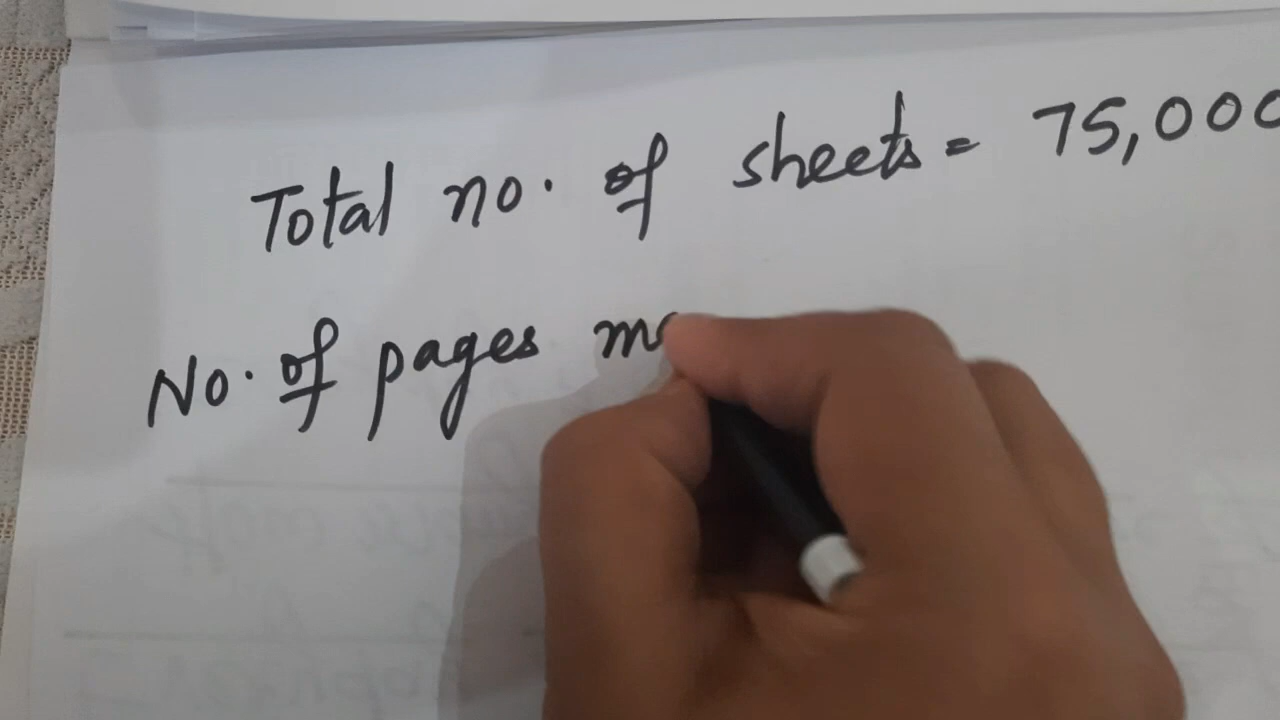 Total no. of sheets = 75,000
No. of pages